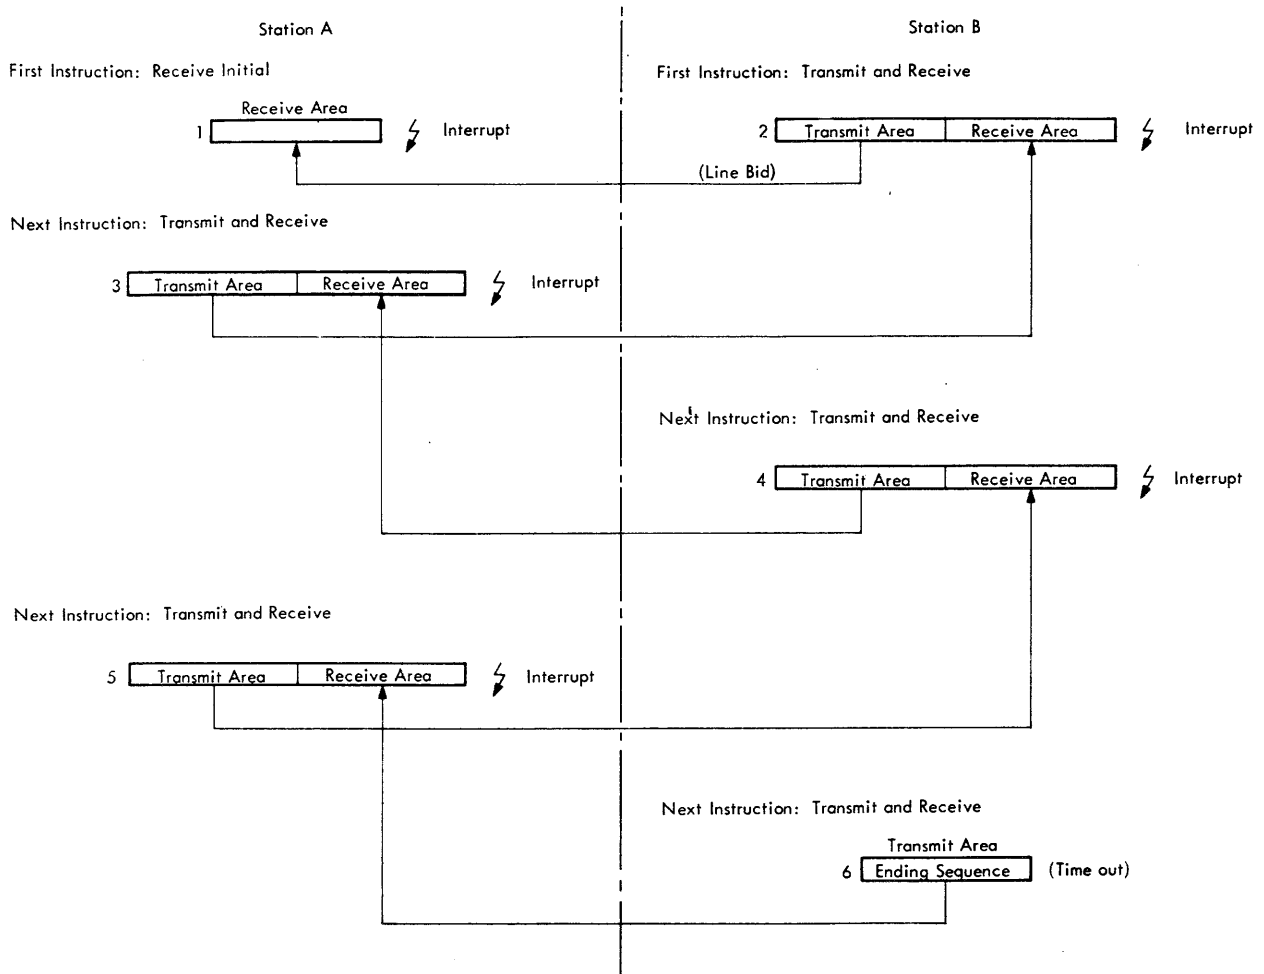 Station A
Station B
First Instruction: Receive Initial
First Instruction: Transmit and Receive
Receive Area
1
Interrupt
2 Transmit Area Receive Area
Interrupt
(Line Bid)
Next Instruction: Transmit and Receive
3 Transmit Area Receive Area
Interrupt
Next Instruction: Transmit and Receive
4 Transmit Area Receive Area
Interrupt
Next Instruction: Transmit and Receive
5 Transmit Area Receive Area
Interrupt
Next Instruction: Transmit and Receive
Transmit Area
6 Ending Sequence (Time out)